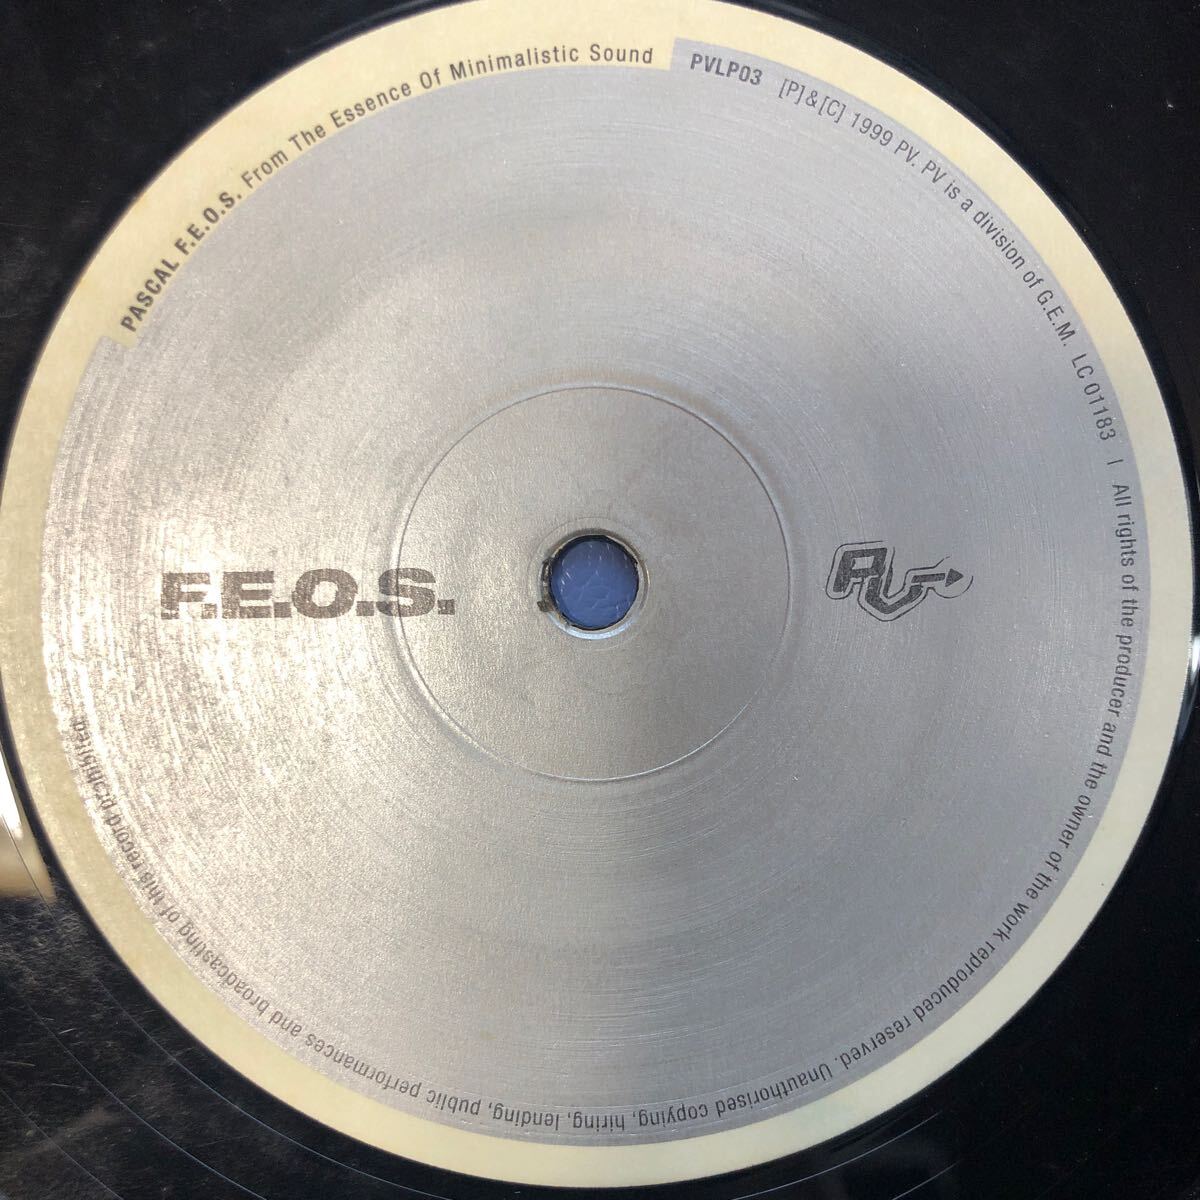 PASCAL F.E.O.S. From The Essence Of Minimalistic Sound
PVLP03 [P]&[C] 1999 PV. PV is a division of G.E.M. LC 01183 | All rights of the producer and the owner of the work reproduced reserved. Unauthorised copying, hiring, lending, public performances and broadcasting of this record prohibited.
F.E.O.S.
PV